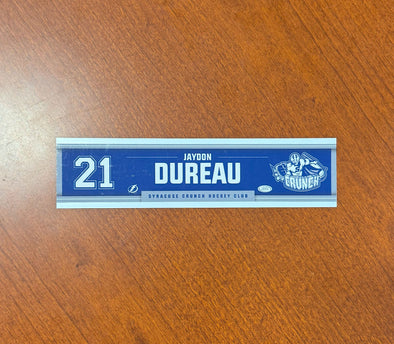 21
JAYDON
DUREAU
CRUNCH
SYRACUSE CRUNCH HOCKEY CLUB